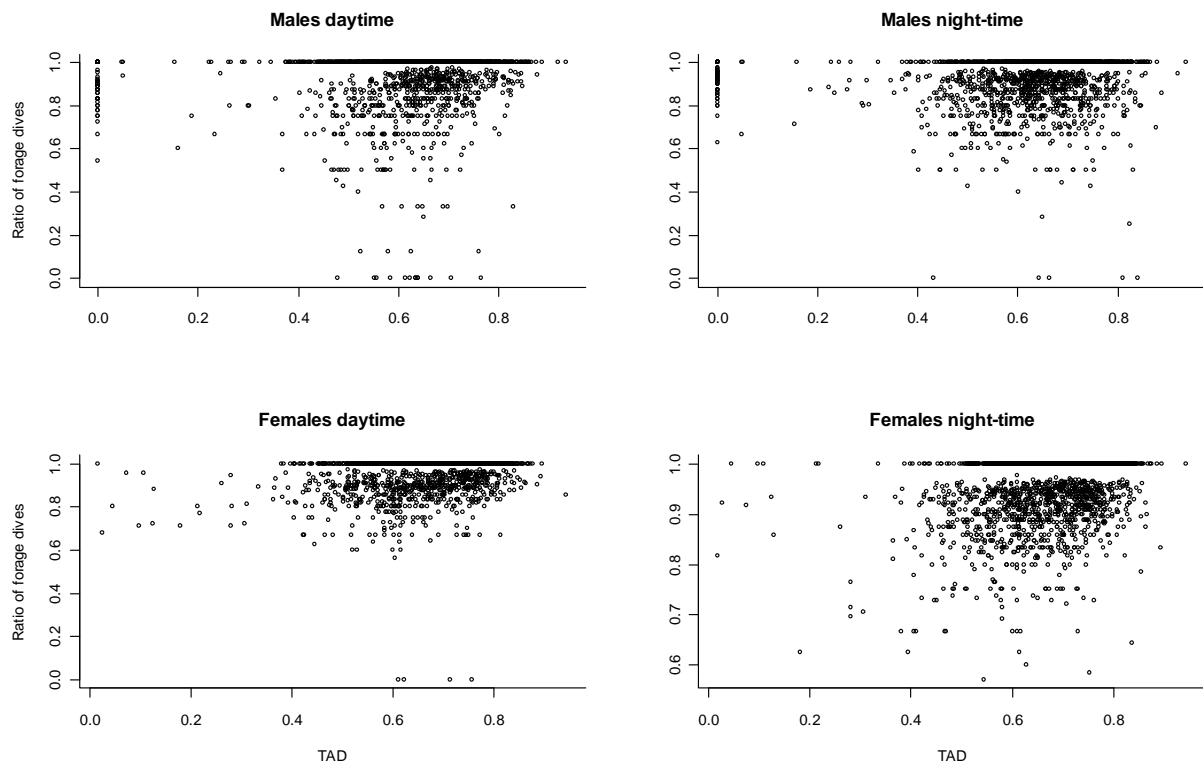 Males daytime
Males night-time
Ratio of forage dives
1.0
0.8
0.6
0.4
0.2
0.0
0.0 0.2 0.4 0.6 0.8
1.0
0.8
0.6
0.4
0.2
0.0
0.0 0.2 0.4 0.6 0.8
Females daytime
Females night-time
Ratio of forage dives
1.0
0.8
0.6
0.4
0.2
0.0
0.0 0.2 0.4 0.6 0.8
TAD
1.0
0.9
0.8
0.7
0.6
0.0 0.2 0.4 0.6 0.8
TAD